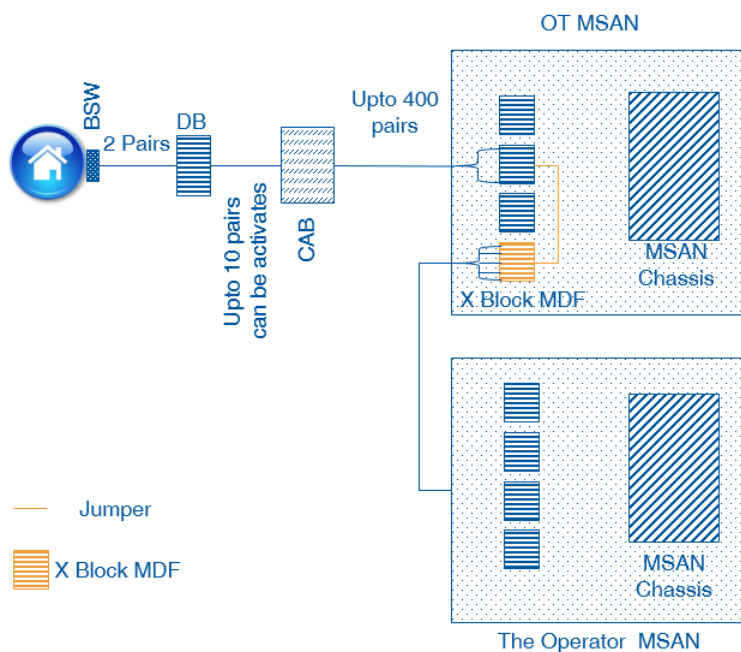 OT MSAN
BSW
2 Pairs
DB
Upto 10 pairs
can be activates
CAB
Upto 400
pairs
X Block MDF
MSAN
Chassis
MSAN
Chassis
The Operator MSAN
Jumper
X Block MDF